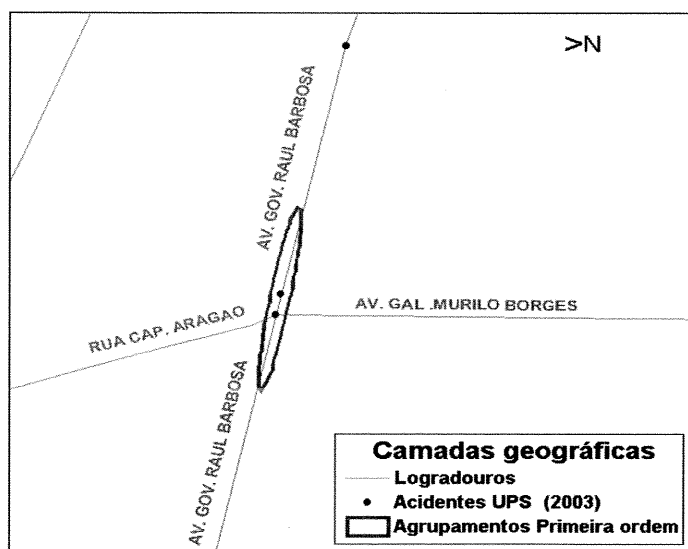 >N
AV. GOV. RAUL BARBOSA
AV. GAL .MURILO BORGES
RUA CAP. ARAGAO
AV. GOV. RAUL BARBOSA
Camadas geográficas
Logradouros
Acidentes UPS (2003)
Agrupamentos Primeira ordem